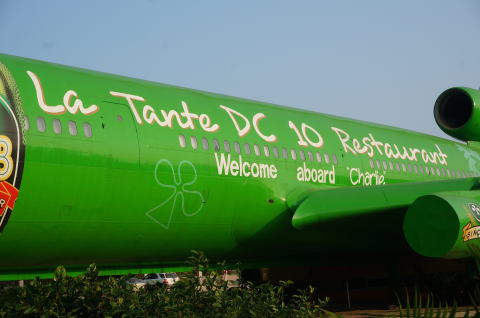 La Tante DC 10 Restaurant
Welcome aboard "Charlie"